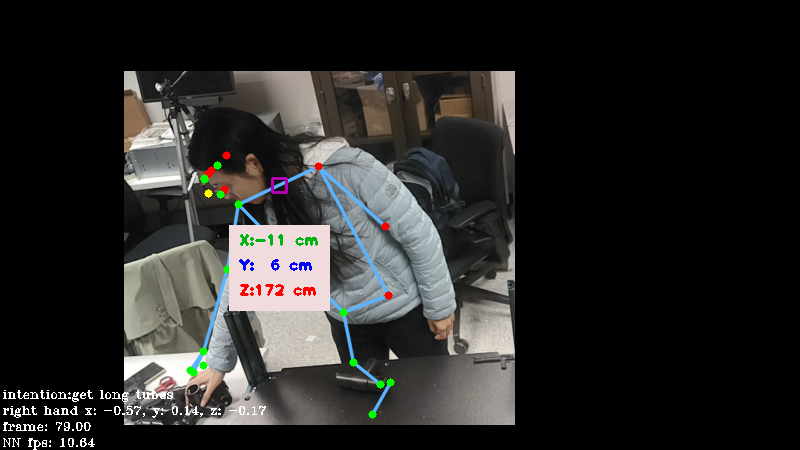 X:-11 cm
Y: 6 cm
Z:172 cm
intention:get long tubes
right hand x: -0.57, y: 0.14, z: -0.17
frame: 79.00
NN fps: 10.64